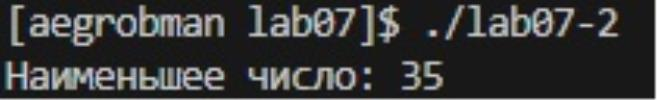 [aegrobman lab07]$ ./lab07-2
Наименьшее число: 35